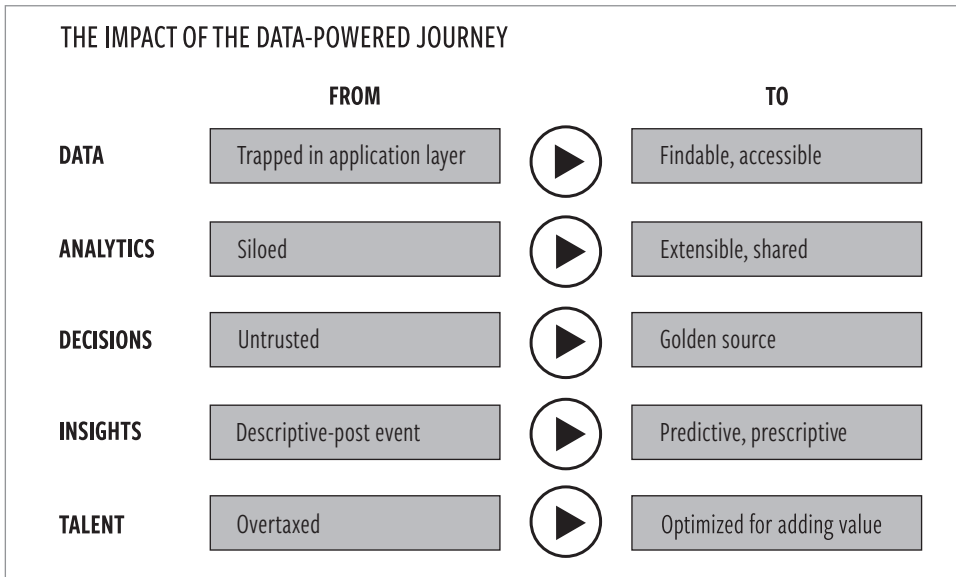 THE IMPACT OF THE DATA-POWERED JOURNEY
FROM TO
DATA Trapped in application layer Findable, accessible
ANALYTICS Siloed Extensible, shared
DECISIONS Untrusted Golden source
INSIGHTS Descriptive-post event Predictive, prescriptive
TALENT Overtaxed Optimized for adding value